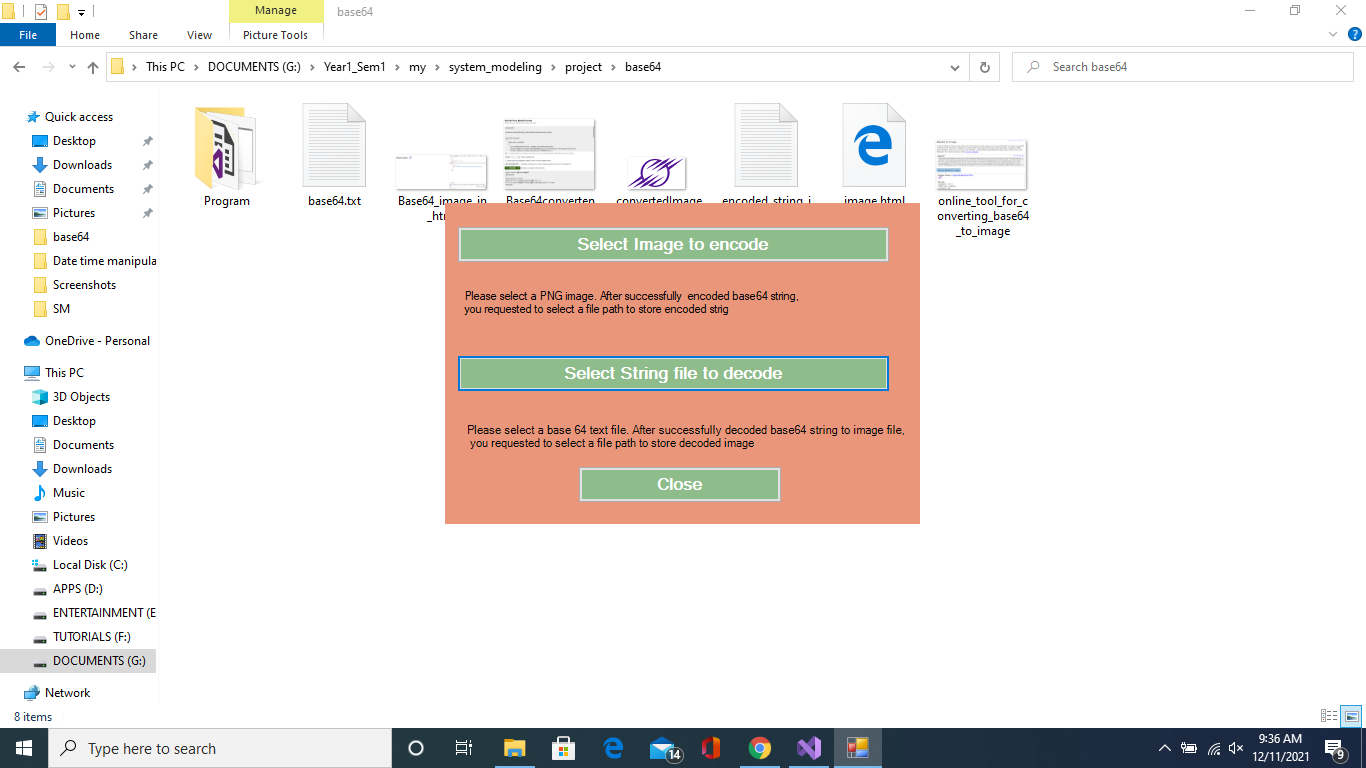 Manage
base64
File
Home
Share
View
Picture Tools
This PC
DOCUMENTS (G:)
Year1_Sem1
my
system_modeling
project
base64
Search base64
Quick access
Desktop
Downloads
Documents
Pictures
base64
Date time manipula
Screenshots
SM
OneDrive - Personal
This PC
3D Objects
Desktop
Documents
Downloads
Music
Pictures
Videos
Local Disk (C:)
APPS (D:)
ENTERTAINMENT (E
TUTORIALS (F:)
DOCUMENTS (G:)
Network
Program
base64.txt
Base64_image_in
_htm
Base64converten
convertedImage
encoded_string_i
image.html
online_tool_for_c
onverting_base64
_to_image
Select Image to encode
Please select a PNG image. After successfully  encoded base64 string,
you requested to select a file path to store encoded strig
Select String file to decode
Please select a base 64 text file. After successfully decoded base64 string to image file,
you requested to select a file path to store decoded image
Close
8 items
Type here to search
14
9:36 AM
12/11/2021
9